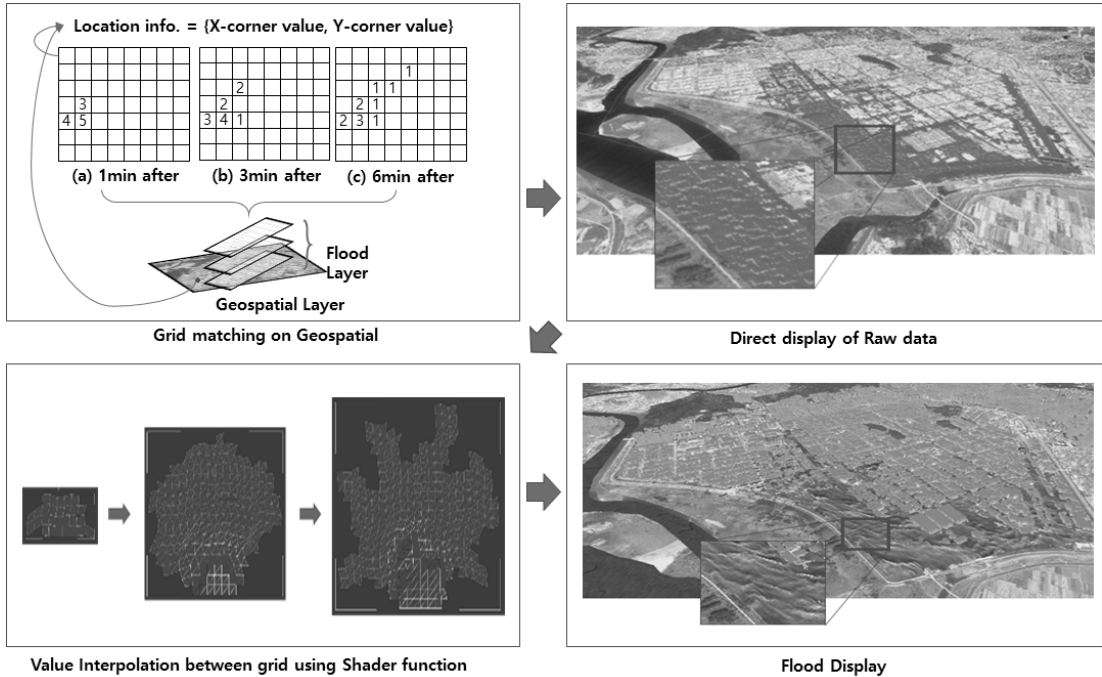 Location info. = {X-corner value, Y-corner value}
3
4 5
2
2
3 4 1
1
1 1
2 1
2 3 1
(a) 1min after
(b) 3min after
(c) 6min after
Flood
Layer
Geospatial Layer
Grid matching on Geospatial
Direct display of Raw data
Value Interpolation between grid using Shader function
Flood Display